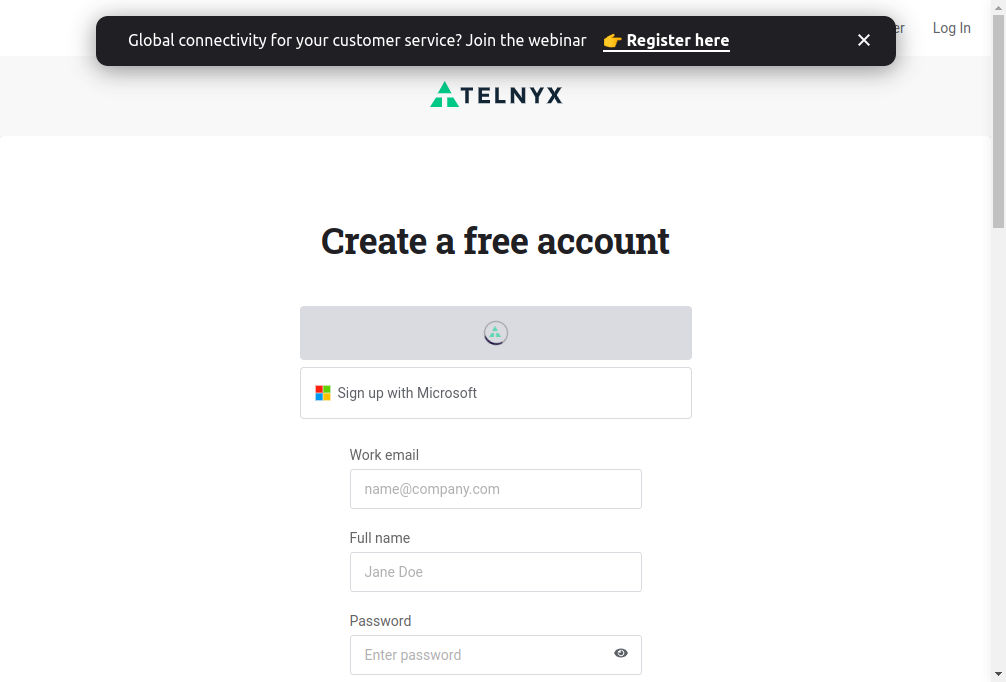 Global connectivity for your customer service? Join the webinar 👉 Register here ✕
Log In
TELNYX
Create a free account
Sign up with Microsoft
Work email
name@company.com
Full name
Jane Doe
Password
Enter password